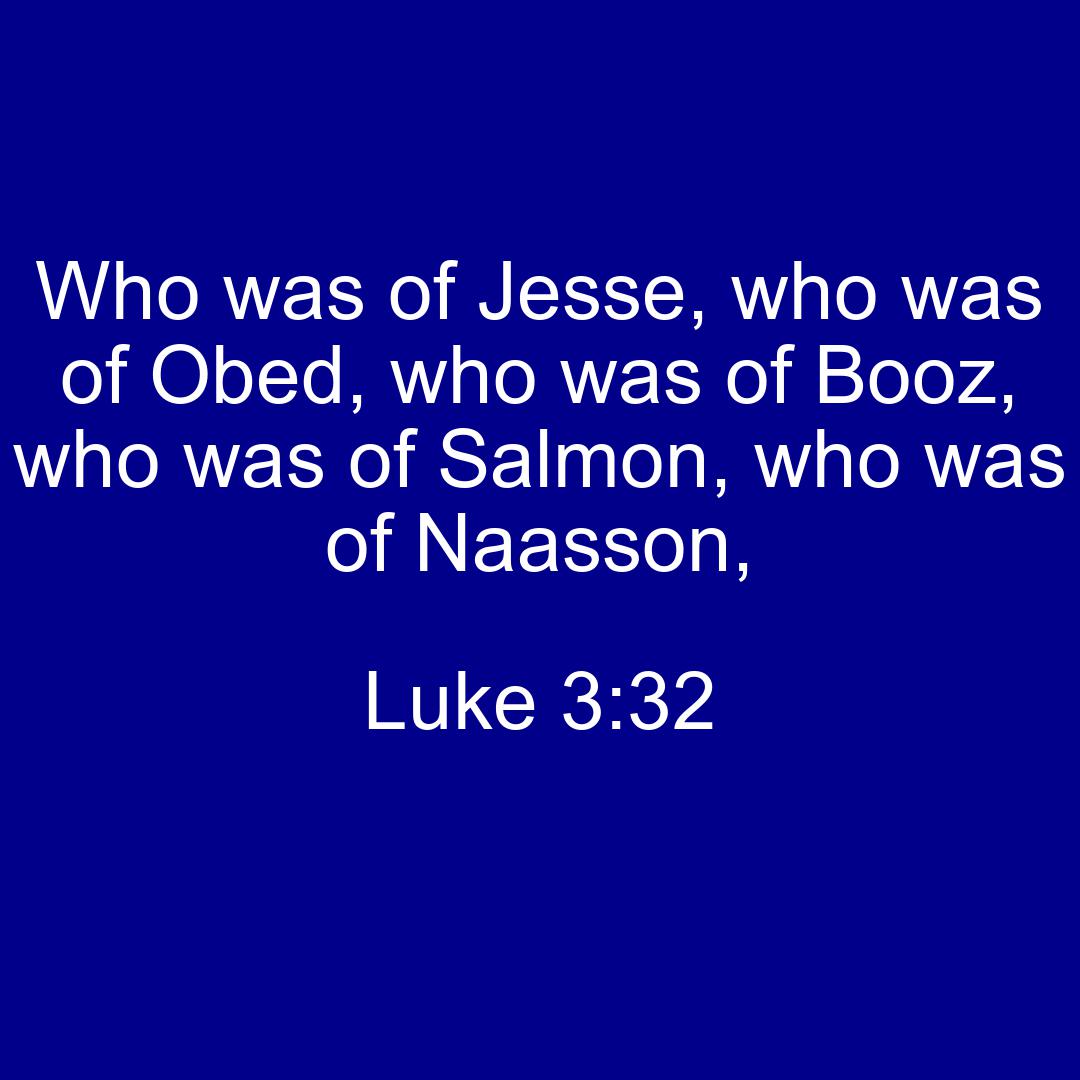 Who was of Jesse, who was
of Obed, who was of Booz,
who was of Salmon, who was
of Naasson,
Luke 3:32